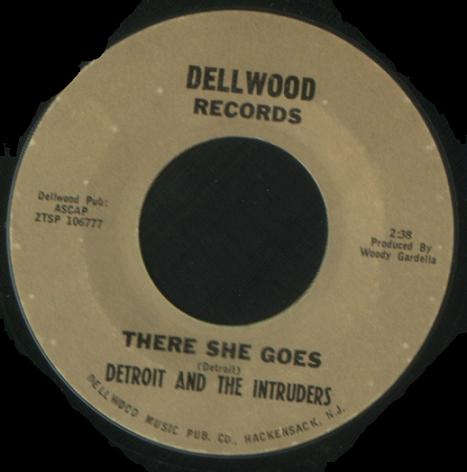 DELLWOOD
RECORDS
Dellwood Pub:
ASCAP
ZTSP 106777
2:38
Produced By
Woody Gardella
THERE SHE GOES
(Detroit)
DETROIT AND THE INTRUDERS
DELLWOOD MUSIC PUB. CO., HACKENSACK, N.J.